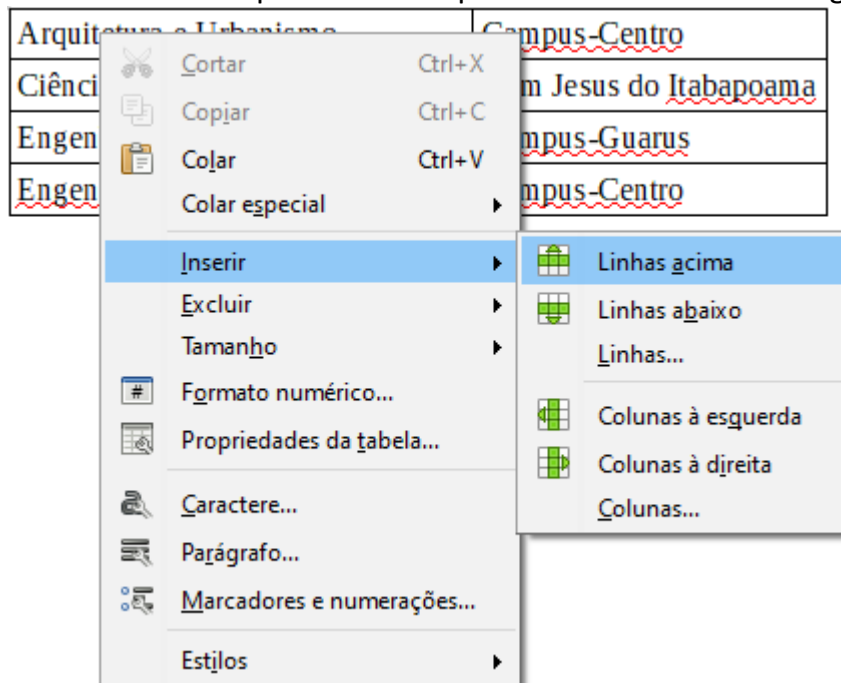 Arquitetura e Urbanismo Campus-Centro
Ciênci m Jesus do Itabapoama
Engen mpus-Guarus
Engen mpus-Centro
Cortar Ctrl+X
Copiar Ctrl+C
Colar Ctrl+V
Colar especial
Inserir
Excluir
Tamanho
Formato numérico...
Propriedades da tabela...
Caractere...
Parágrafo...
Marcadores e numerações...
Estilos
Linhas acima
Linhas abaixo
Linhas...
Colunas à esquerda
Colunas à direita
Colunas...